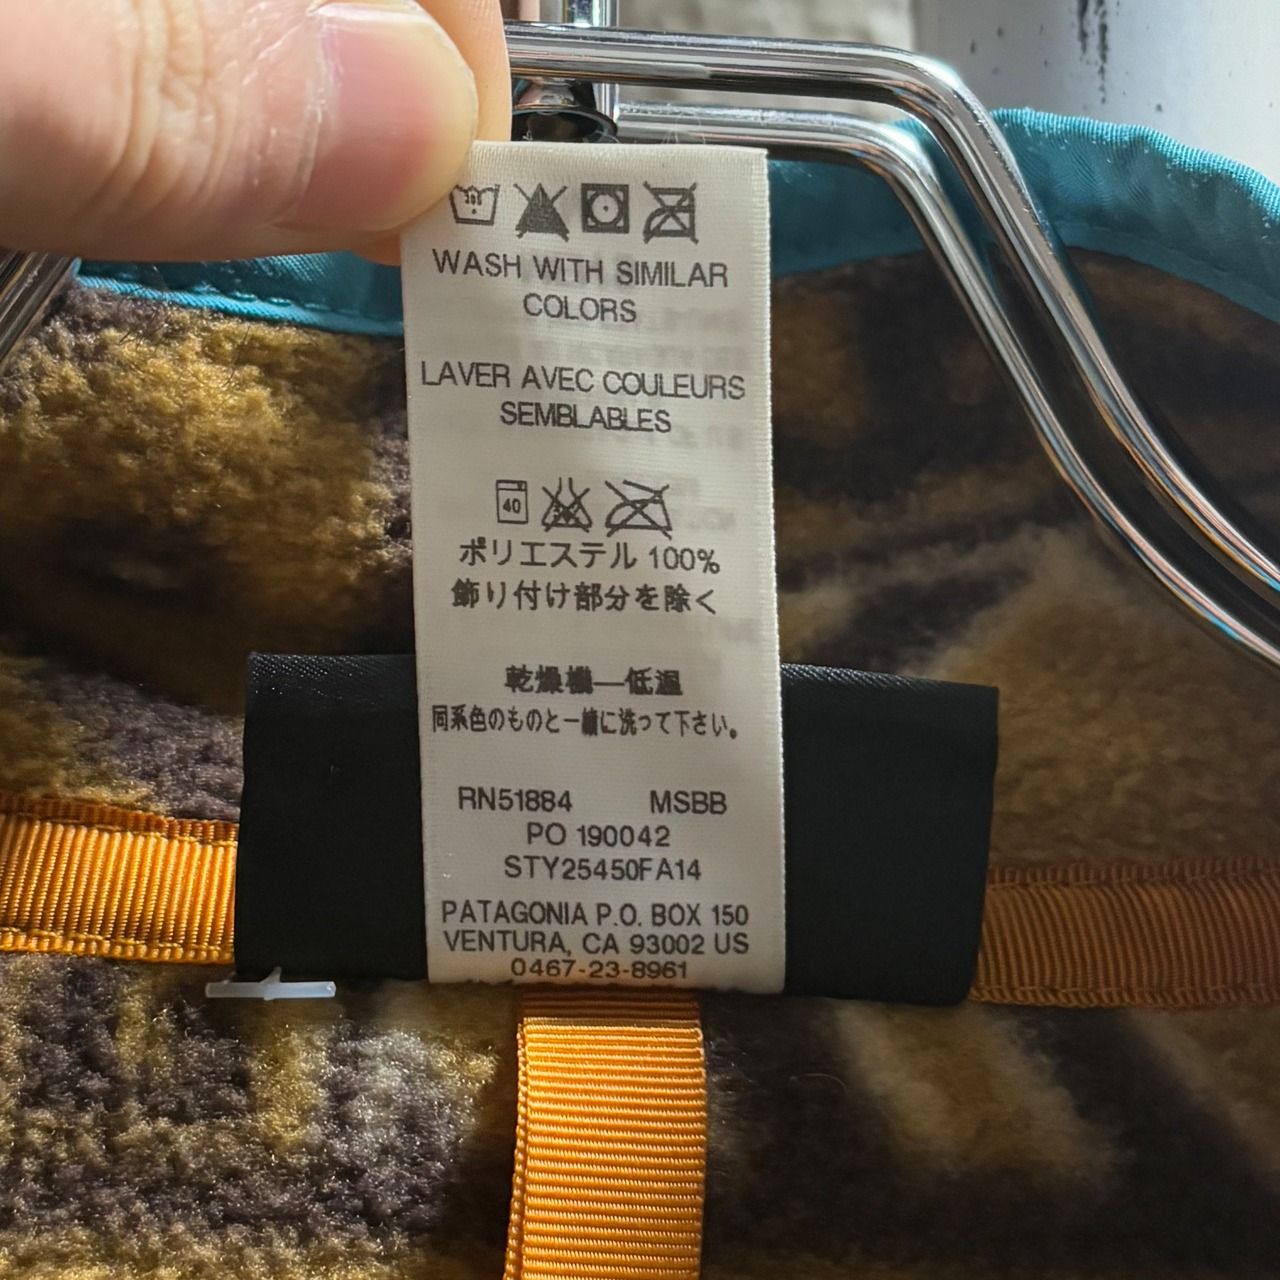 WASH WITH SIMILAR
COLORS
LAVER AVEC COULEURS
SEMBLABLES
40
ポリエステル 100%
飾り付け部分を除く
乾燥機—低温
同系色のものと一緒に洗って下さい。
RN51884 MSBB
PO 190042
STY25450FA14
PATAGONIA P.O. BOX 150
VENTURA, CA 93002 US
0467-23-8961